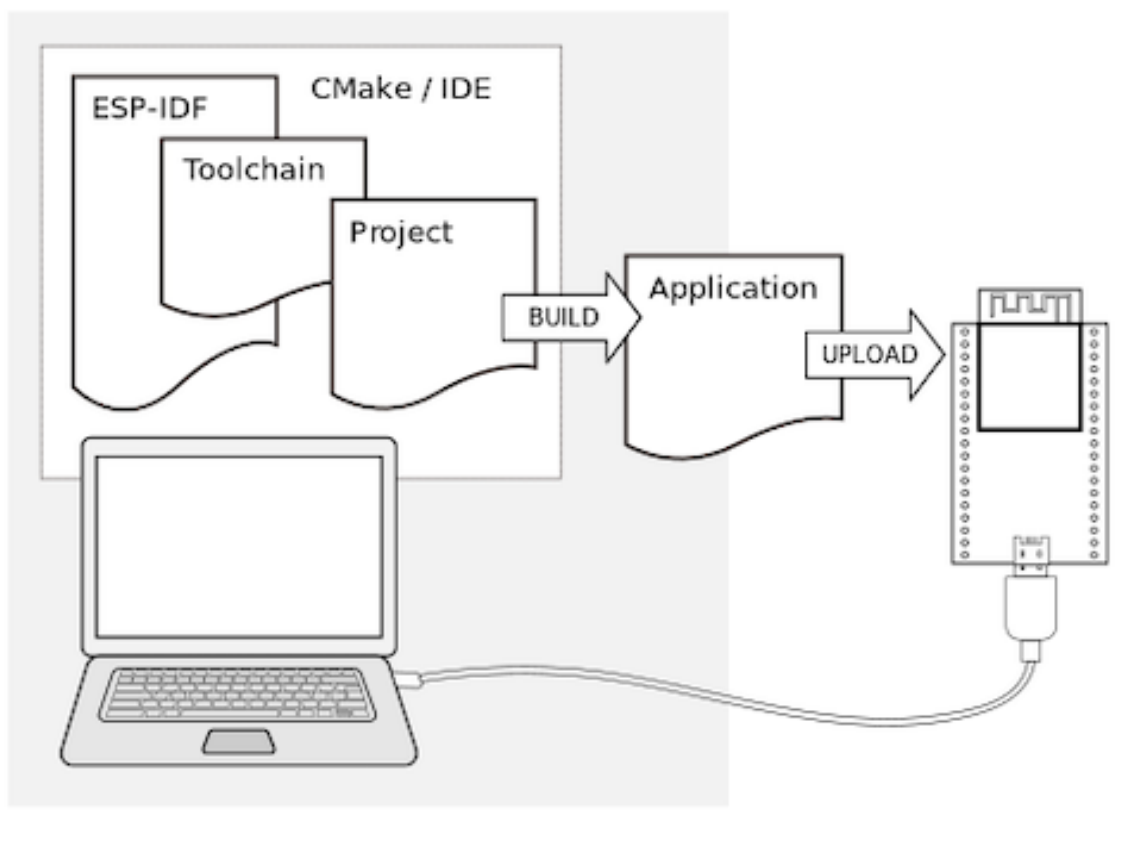 CMake / IDE
ESP-IDF
Toolchain
Project
BUILD
Application
UPLOAD